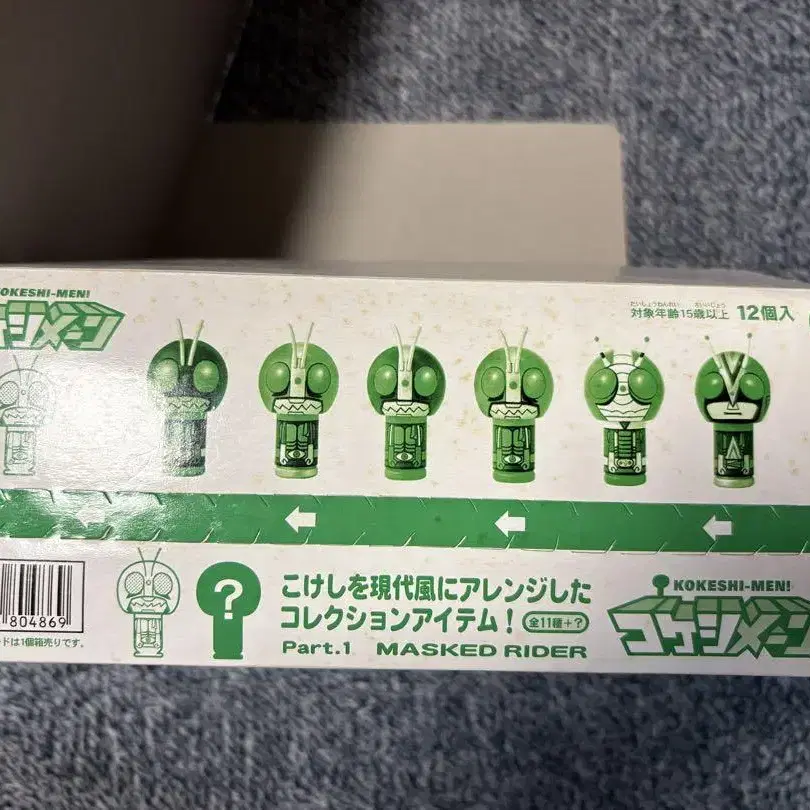 KOKESHI-MEN!
コケシメーン
たいしょうねんれい さいいじょう
対象年齢15歳以上 12個入
?
804869
ドは1個箱売りです。
こけしを現代風にアレンジした
コレクションアイテム! 全11種+?
Part.1 MASKED RIDER
KOKESHI-MEN!
コケシメーン